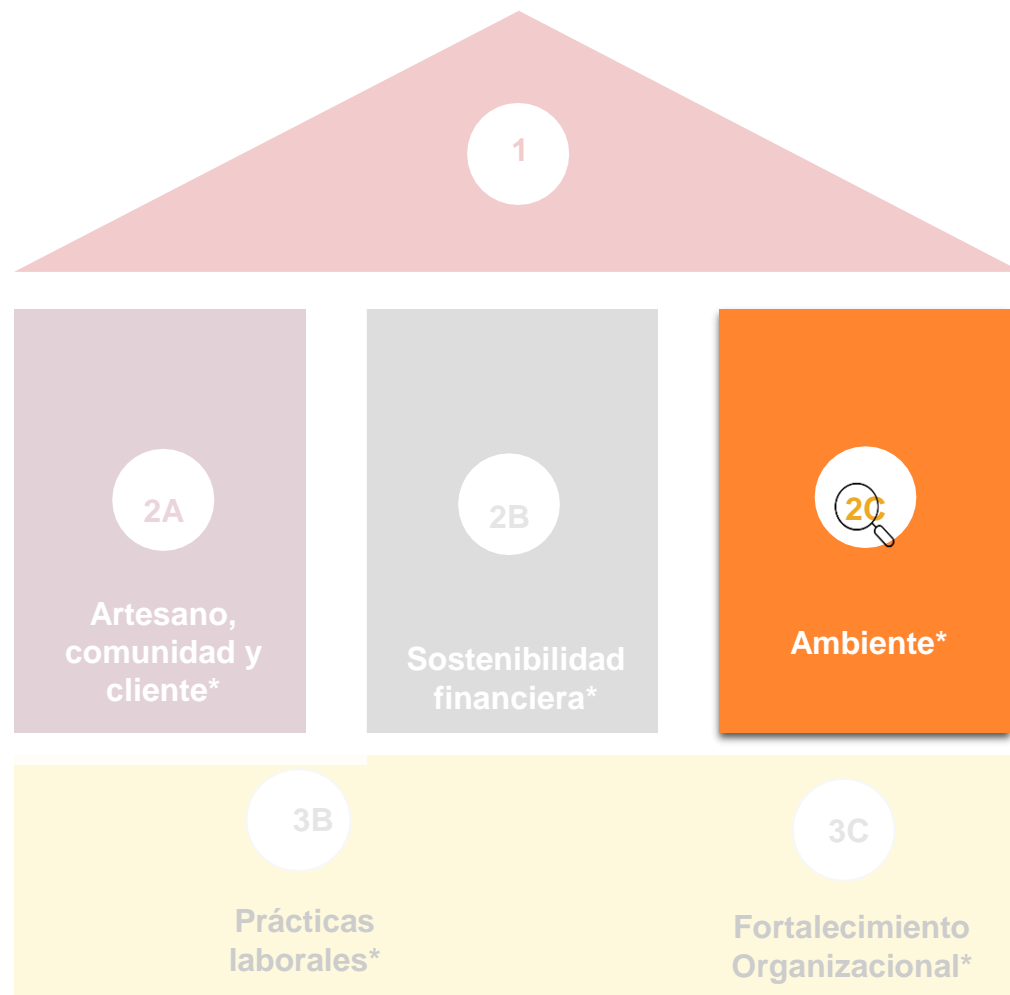 1
2A
Artesano,
comunidad y
cliente*
2B
Sostenibilidad
financiera*
2C
Ambiente*
3B
Prácticas
laborales*
3C
Fortalecimiento
Organizacional*